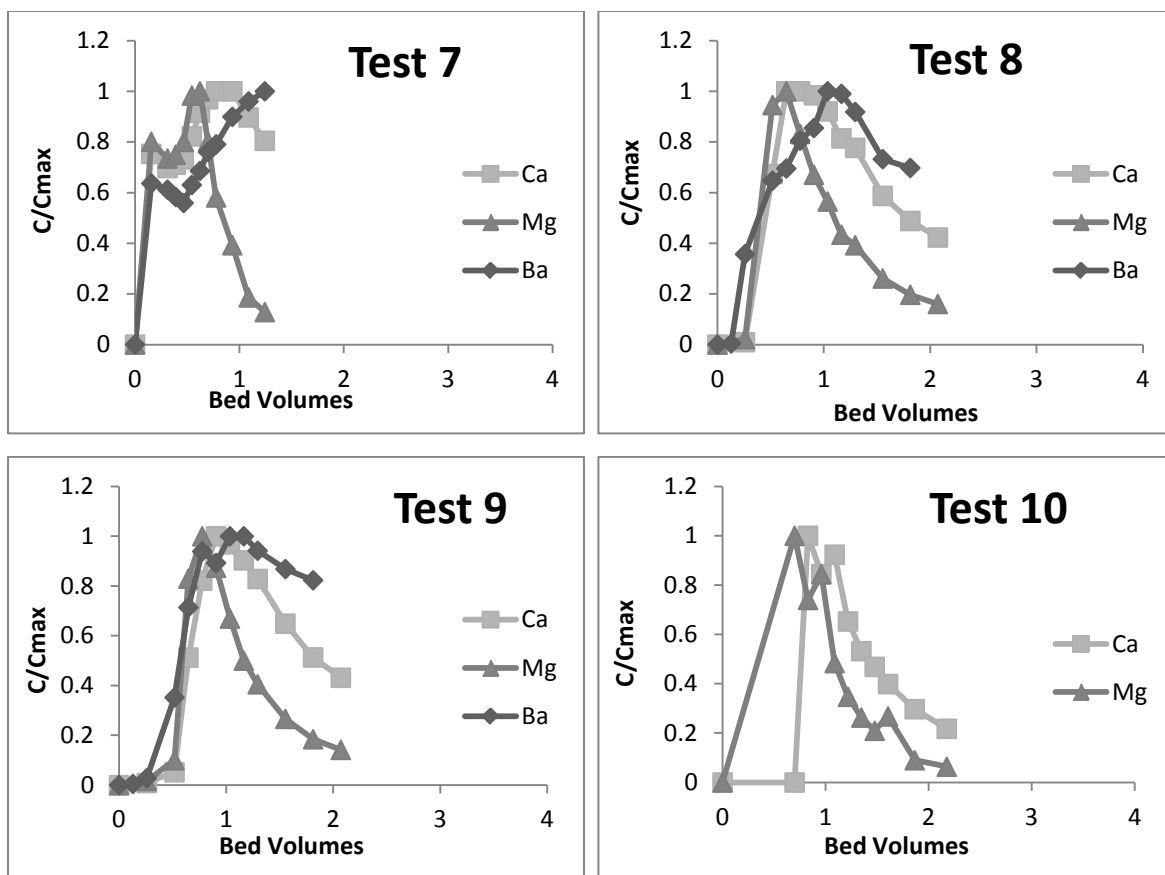 Test 7
1.2
1
0.8
0.6
0.4
0.2
0
C/Cmax
0 1 2 3 4
Bed Volumes
Ca
Mg
Ba
Test 8
1.2
1
0.8
0.6
0.4
0.2
0
C/Cmax
0 1 2 3 4
Bed Volumes
Ca
Mg
Ba
Test 9
1.2
1
0.8
0.6
0.4
0.2
0
C/Cmax
0 1 2 3 4
Bed Volumes
Ca
Mg
Ba
Test 10
1.2
1
0.8
0.6
0.4
0.2
0
C/Cmax
0 1 2 3 4
Bed Volumes
Ca
Mg